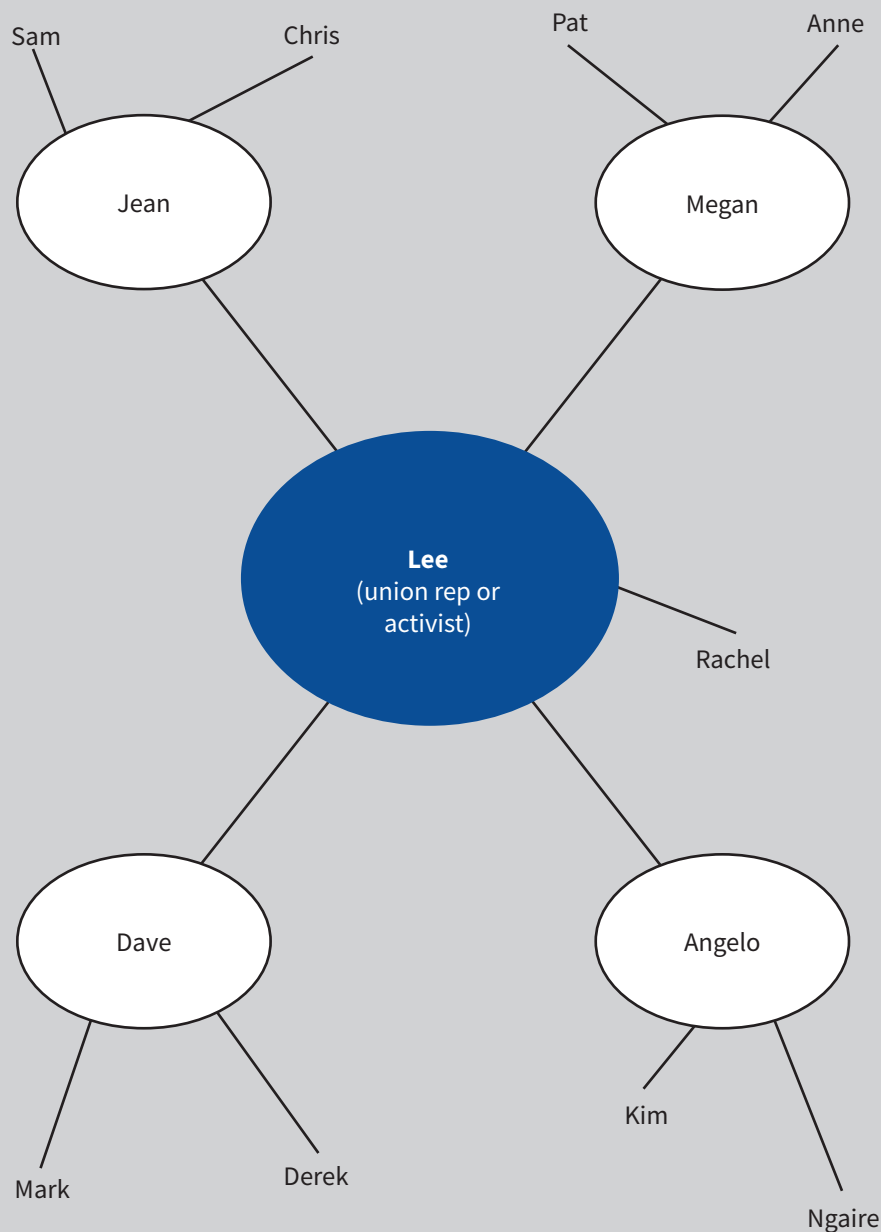 Sam
Chris
Pat
Anne
Jean
Megan
Lee
(union rep or
activist)
Rachel
Dave
Angelo
Kim
Mark
Derek
Ngaire